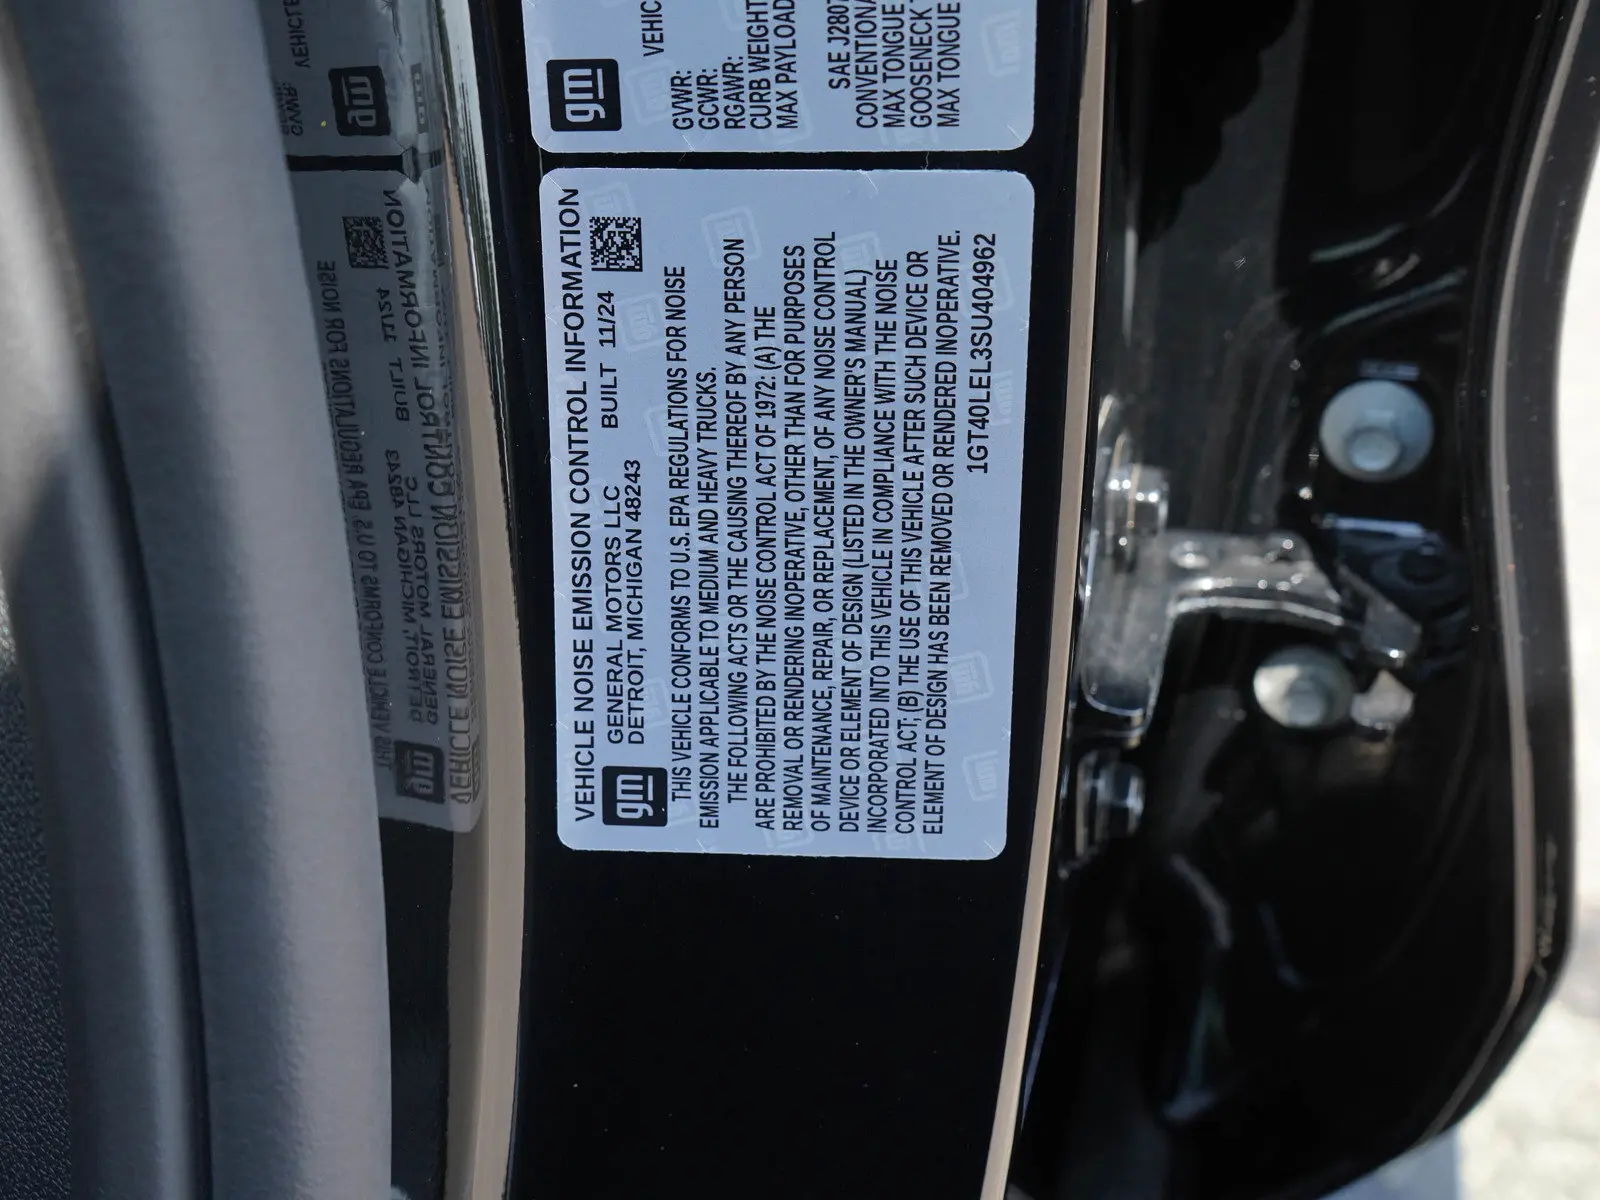 gm
VEHIC
GVWR:
GCWR:
RGAWR:
CURB WEIGHT
MAX PAYLOAD
SAE J2807
CONVENTIONA
MAX TONGUE
GOOSENECK
MAX TONGUE
VEHICLE NOISE EMISSION CONTROL INFORMATION
gm
GENERAL MOTORS LLC BUILT 11/24
DETROIT, MICHIGAN 48243
THIS VEHICLE CONFORMS TO U.S. EPA REGULATIONS FOR NOISE
EMISSION APPLICABLE TO MEDIUM AND HEAVY TRUCKS.
THE FOLLOWING ACTS OR THE CAUSING THEREOF BY ANY PERSON
ARE PROHIBITED BY THE NOISE CONTROL ACT OF 1972: (A) THE
REMOVAL OR RENDERING INOPERATIVE, OTHER THAN FOR PURPOSES
OF MAINTENANCE, REPAIR, OR REPLACEMENT, OF ANY NOISE CONTROL
DEVICE OR ELEMENT OF DESIGN (LISTED IN THE OWNER'S MANUAL)
INCORPORATED INTO THIS VEHICLE IN COMPLIANCE WITH THE NOISE
CONTROL ACT; (B) THE USE OF THIS VEHICLE AFTER SUCH DEVICE OR
ELEMENT OF DESIGN HAS BEEN REMOVED OR RENDERED INOPERATIVE.
1GT40LEL3SU404962